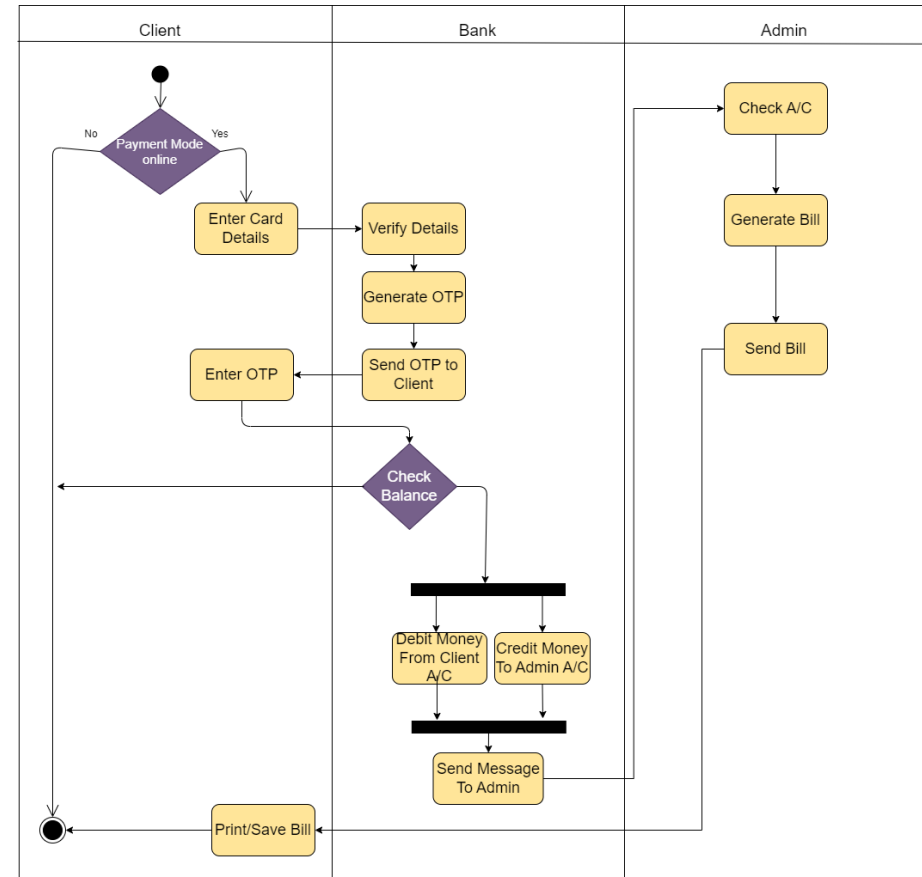 Client
Bank
Admin
No
Yes
Payment Mode
online
Check A/C
Enter Card
Details
Verify Details
Generate Bill
Generate OTP
Enter OTP
Send OTP to
Client
Send Bill
Check
Balance
Debit Money
From Client
A/C
Credit Money
To Admin A/C
Send Message
To Admin
Print/Save Bill